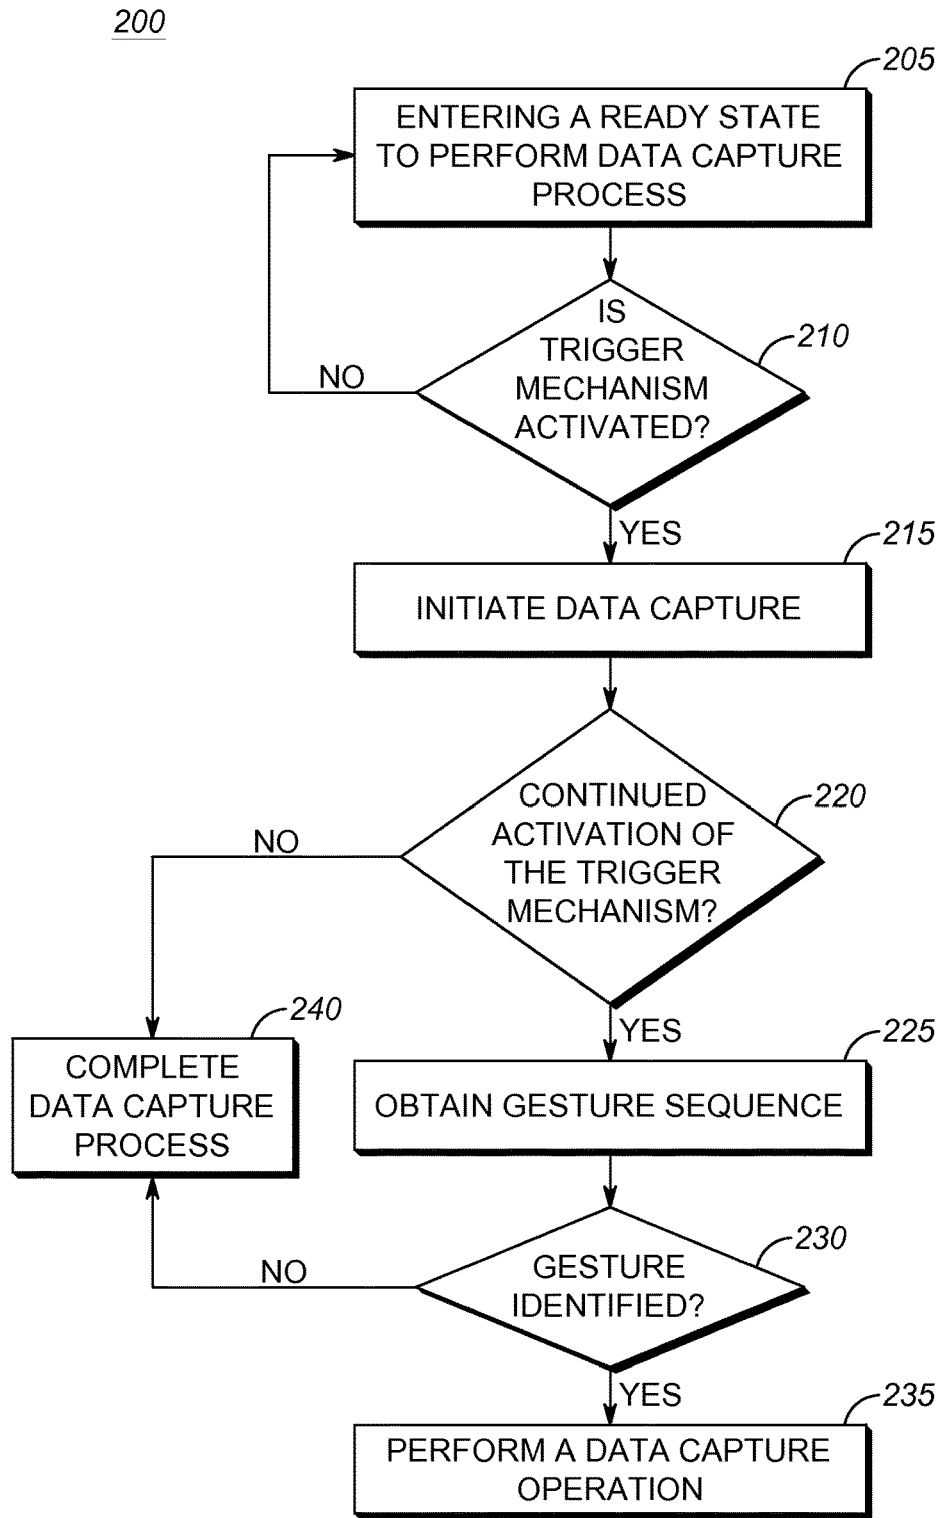 200
205
ENTERING A READY STATE
TO PERFORM DATA CAPTURE
PROCESS
IS
TRIGGER
MECHANISM
ACTIVATED?
210
NO
YES
215
INITIATE DATA CAPTURE
CONTINUED
ACTIVATION OF
THE TRIGGER
MECHANISM?
220
NO
YES
240
COMPLETE
DATA CAPTURE
PROCESS
225
OBTAIN GESTURE SEQUENCE
230
GESTURE
IDENTIFIED?
NO
YES
235
PERFORM A DATA CAPTURE
OPERATION